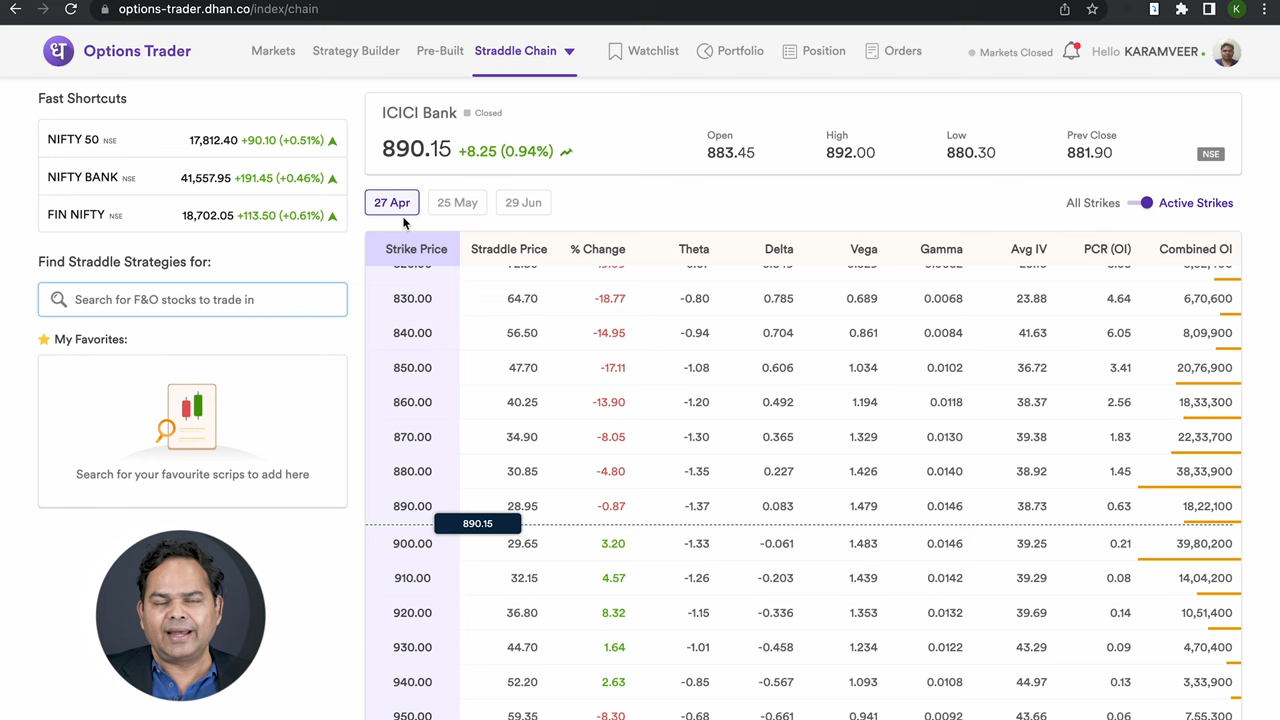 options-trader.dhan.co/index/chain
K
ध Options Trader
Markets Strategy Builder Pre-Built Straddle Chain Watchlist Portfolio Position Orders Markets Closed Hello KARAMVEER
Fast Shortcuts
NIFTY 50 NSE 17,812.40 +90.10 (+0.51%)
NIFTY BANK NSE 41,557.95 +191.45 (+0.46%)
FIN NIFTY NSE 18,702.05 +113.50 (+0.61%)
Find Straddle Strategies for:
Search for F&O stocks to trade in
My Favorites:
Search for your favourite scrips to add here
ICICI Bank Closed
890.15 +8.25 (0.94%)
Open High Low Prev Close
883.45 892.00 880.30 881.90 NSE
27 Apr 25 May 29 Jun All Strikes Active Strikes
Strike Price Straddle Price % Change Theta Delta Vega Gamma Avg IV PCR (OI) Combined OI
830.00 64.70 -18.77 -0.80 0.785 0.689 0.0068 23.88 4.64 6,70,600
840.00 56.50 -14.95 -0.94 0.704 0.861 0.0084 41.63 6.05 8,09,900
850.00 47.70 -17.11 -1.08 0.606 1.034 0.0102 36.72 3.41 20,76,900
860.00 40.25 -13.90 -1.20 0.492 1.194 0.0118 38.37 2.56 18,33,300
870.00 34.90 -8.05 -1.30 0.365 1.329 0.0130 39.38 1.83 22,33,700
880.00 30.85 -4.80 -1.35 0.227 1.426 0.0140 38.92 1.45 38,33,900
890.00 28.95 -0.87 -1.37 0.083 1.479 0.0146 38.73 0.63 18,22,100
890.15
900.00 29.65 3.20 -1.33 -0.061 1.483 0.0146 39.25 0.21 39,80,200
910.00 32.15 4.57 -1.26 -0.203 1.439 0.0142 39.29 0.08 14,04,200
920.00 36.80 8.32 -1.15 -0.336 1.353 0.0132 39.69 0.14 10,51,400
930.00 44.70 1.64 -1.01 -0.458 1.234 0.0122 43.29 0.09 4,70,400
940.00 52.20 2.63 -0.85 -0.567 1.093 0.0108 44.97 0.13 3,33,900
950.00 59.35 -8.30 -0.68 -0.662 0.941 0.0092 43.66 0.06 7,55,300